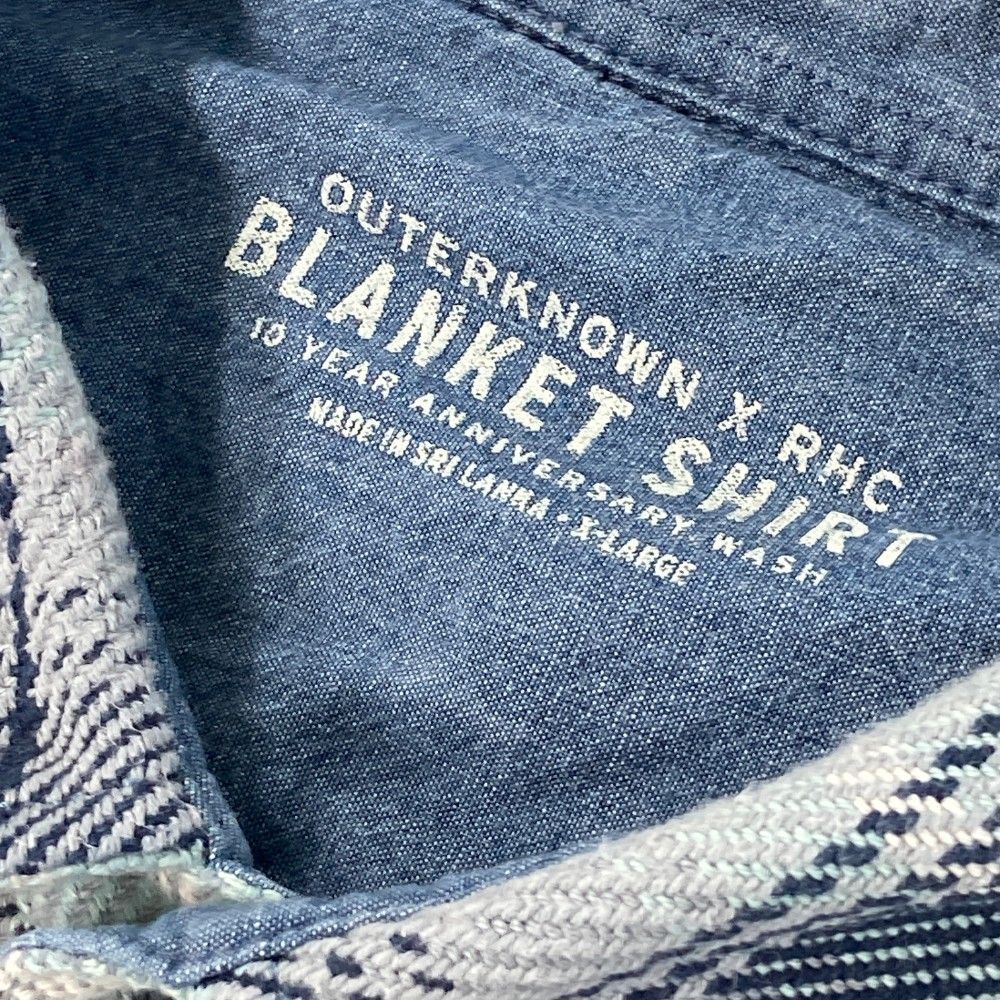 OUTERKNOWN X RHC
BLANKET SHIRT
10 YEAR ANNIVERSARY, WASH
MADE IN SRI LANKA • X-LARGE